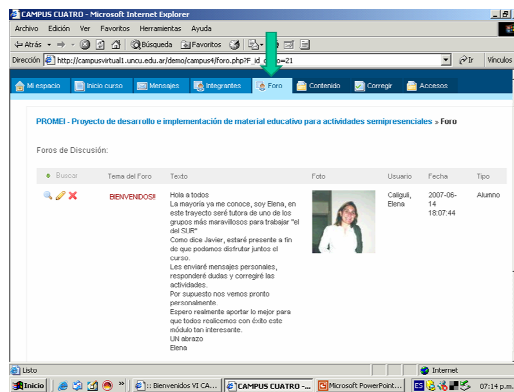 CAMPUS CUATRO - Microsoft Internet Explorer
Archivo Edición Ver Favoritos Herramientas Ayuda
Atrás Búsqueda Favoritos
Dirección http://campusvirtual1.uncu.edu.ar/demo/campus4/foro.php?F_id_ o=21 Ir Vínculos
Mi espacio Inicio curso Mensajes Integrantes Foro Contenido Corregir Accesos
PROMEI - Proyecto de desarrollo e implementación de material educativo para actividades semipresenciales » Foro
Foros de Discusión:
Buscar Tema del Foro Texto Foto Usuario Fecha Tipo
BIENVENIDOS!!
Hola a todos
La mayoría ya me conoce, soy Elena, en
este trayecto seré tutora de uno de los
grupos más maravillosos para trabajar "el
del SUR"
Como dice Javier, estaré presente a fin
de que podamos disfrutar juntos el
curso.
Les enviaré mensajes personales,
responderé dudas y corregiré las
actividades.
Por supuesto nos vemos pronto
personalmente.
Espero realmente aportar lo mejor para
que todos realicemos con éxito este
módulo tan interesante.
UN abrazo
Elena
Caliguli,
Elena
2007-06-
14
18:07:44
Alumno
Listo Internet
Inicio » :: Bienvenidos VI CA... CAMPUS CUATRO -... Microsoft PowerPoint... ES 07:14 p.m.